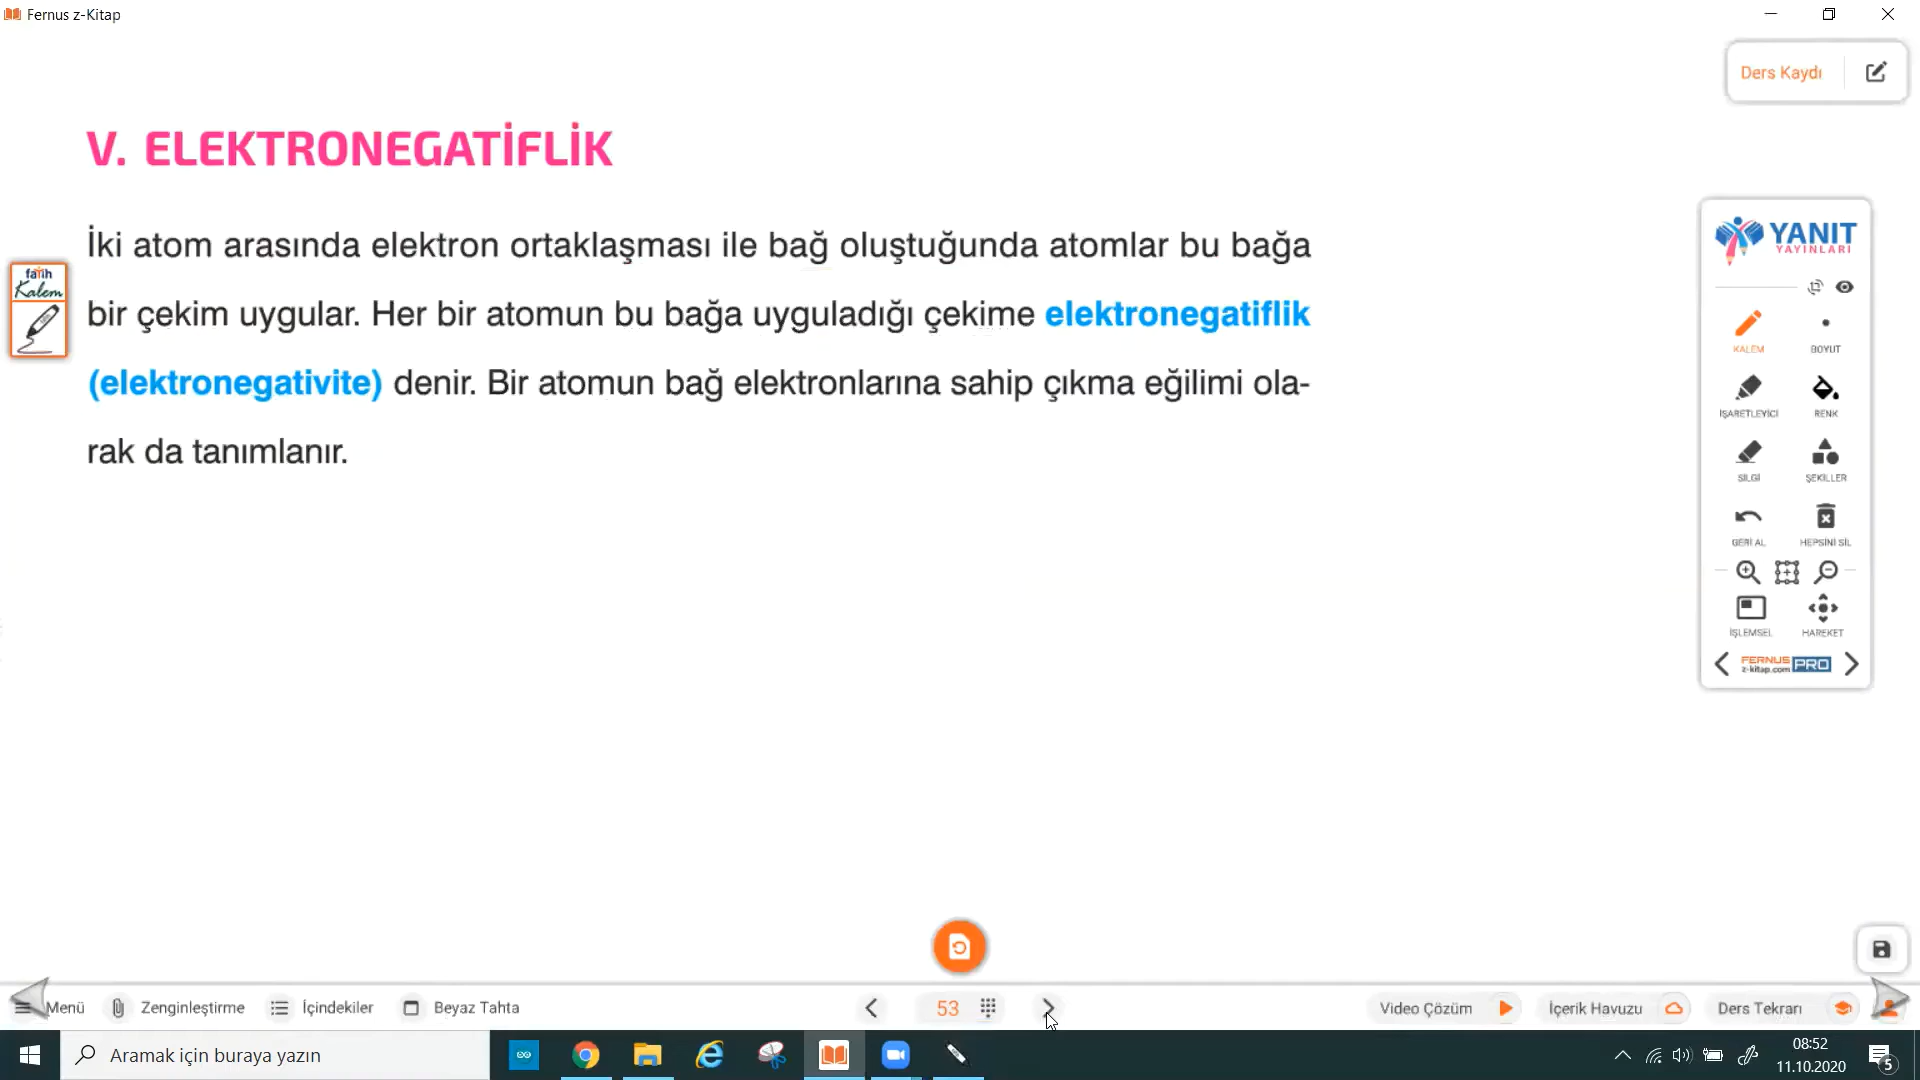 Fernus z-Kitap
Ders Kaydı
V. ELEKTRONEGATİFLİK
İki atom arasında elektron ortaklaşması ile bağ oluştuğunda atomlar bu bağa
bir çekim uygular. Her bir atomun bu bağa uyguladığı çekime elektronegatiflik
(elektronegativite) denir. Bir atomun bağ elektronlarına sahip çıkma eğilimi ola-
rak da tanımlanır.
fatih
Kalem
YANIT
YAYINLARI
KALEM BOYUT
İŞARETLEYİCİ RENK
SİLGİ ŞEKİLLER
GERİ AL HEPSİNİ SİL
İŞLEMSEL HAREKET
FERNUS PRO
z-kitap.com
Menü Zenginleştirme İçindekiler Beyaz Tahta 53 Video Çözüm İçerik Havuzu Ders Tekrarı
Aramak için buraya yazın
08:52
11.10.2020
5